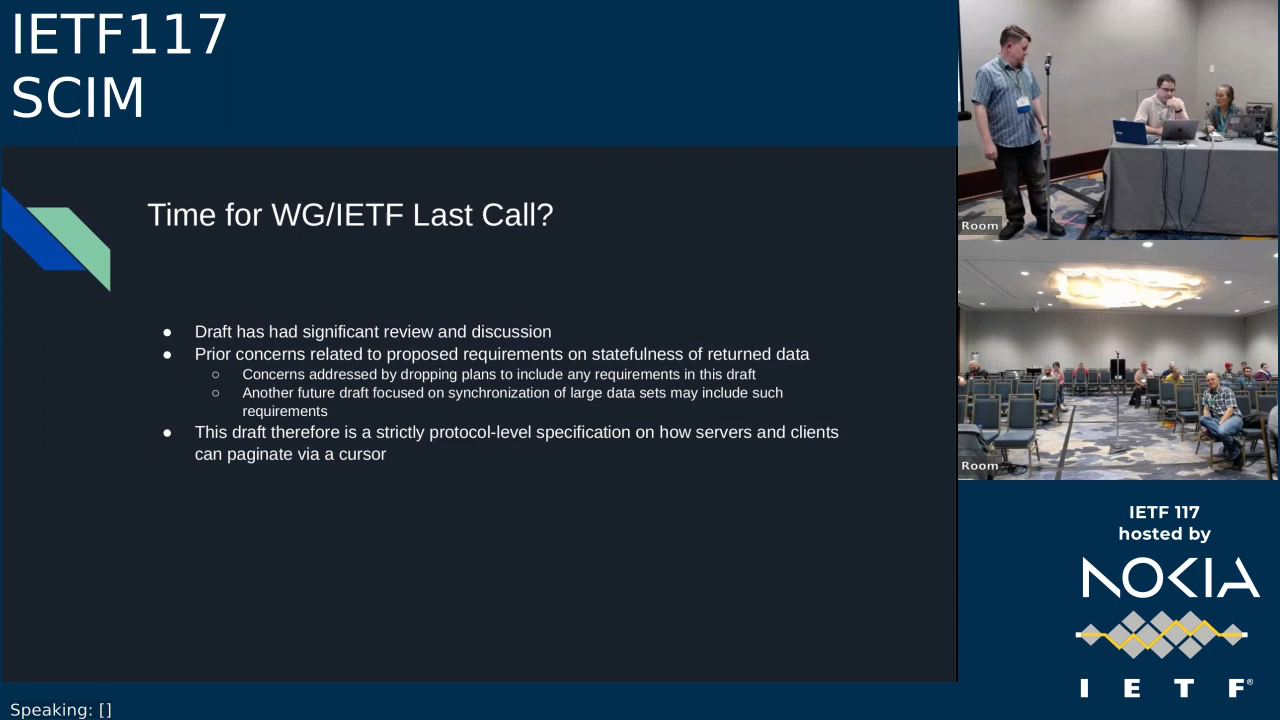 IETF117
SCIM
Time for WG/IETF Last Call?
● Draft has had significant review and discussion
● Prior concerns related to proposed requirements on statefulness of returned data
○ Concerns addressed by dropping plans to include any requirements in this draft
○ Another future draft focused on synchronization of large data sets may include such
requirements
● This draft therefore is a strictly protocol-level specification on how servers and clients
can paginate via a cursor
Room
Room
IETF 117
hosted by
NOKIA
I E T F®
Speaking: []